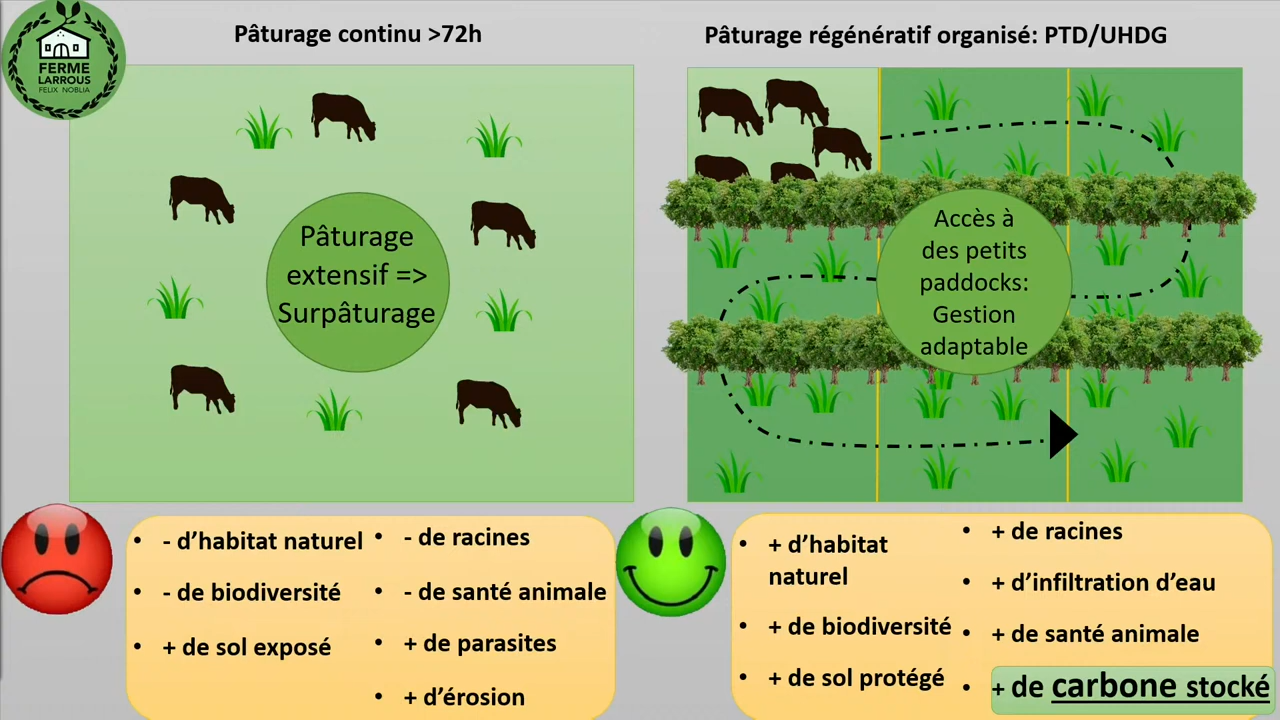 FERME
LARROUS
FELIX NOBLIA
Pâturage continu >72h
Pâturage
extensif =>
Surpâturage
- d’habitat naturel
- de biodiversité
+ de sol exposé
- de racines
- de santé animale
+ de parasites
+ d’érosion
Pâturage régénératif organisé: PTD/UHDG
Accès à
des petits
paddocks:
Gestion
adaptable
+ d’habitat
naturel
+ de biodiversité
+ de sol protégé
+ de racines
+ d’infiltration d’eau
+ de santé animale
+ de carbone stocké